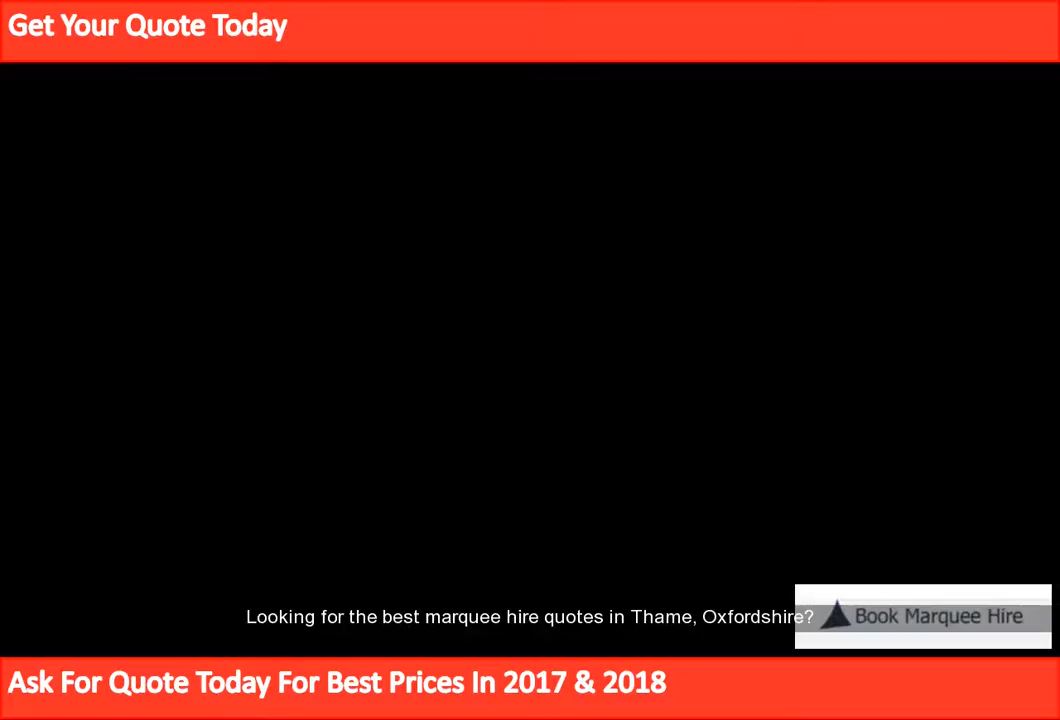 Get Your Quote Today
Looking for the best marquee hire quotes in Thame, Oxfordshire?
Book Marquee Hire
Ask For Quote Today For Best Prices In 2017 & 2018